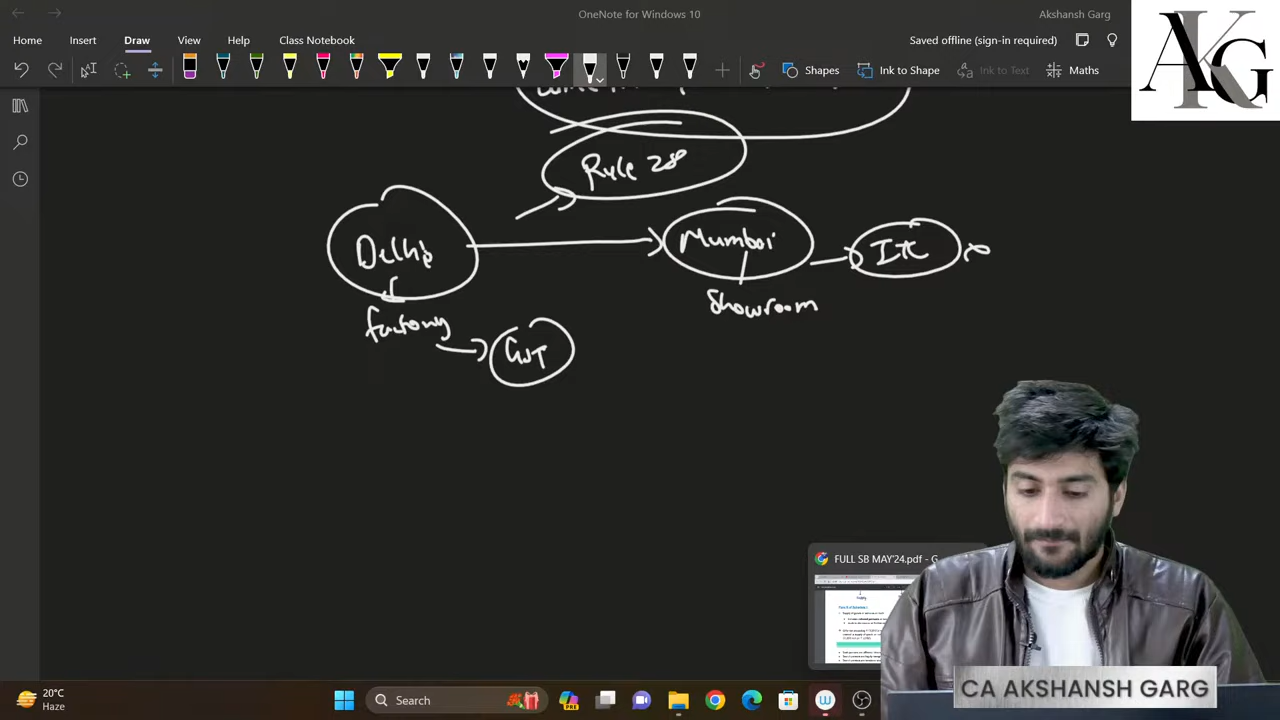 OneNote for Windows 10
Akshansh Garg
Home Insert Draw View Help Class Notebook
Saved offline (sign-in required)
Shapes Ink to Shape Ink to Text Maths
AKG
Rule 28
Delhi
Mumbai
ITC
factory
Showroom
GST
FULL SB MAY'24.pdf - G
CA AKSHANSH GARG
20°C
Haze
Search